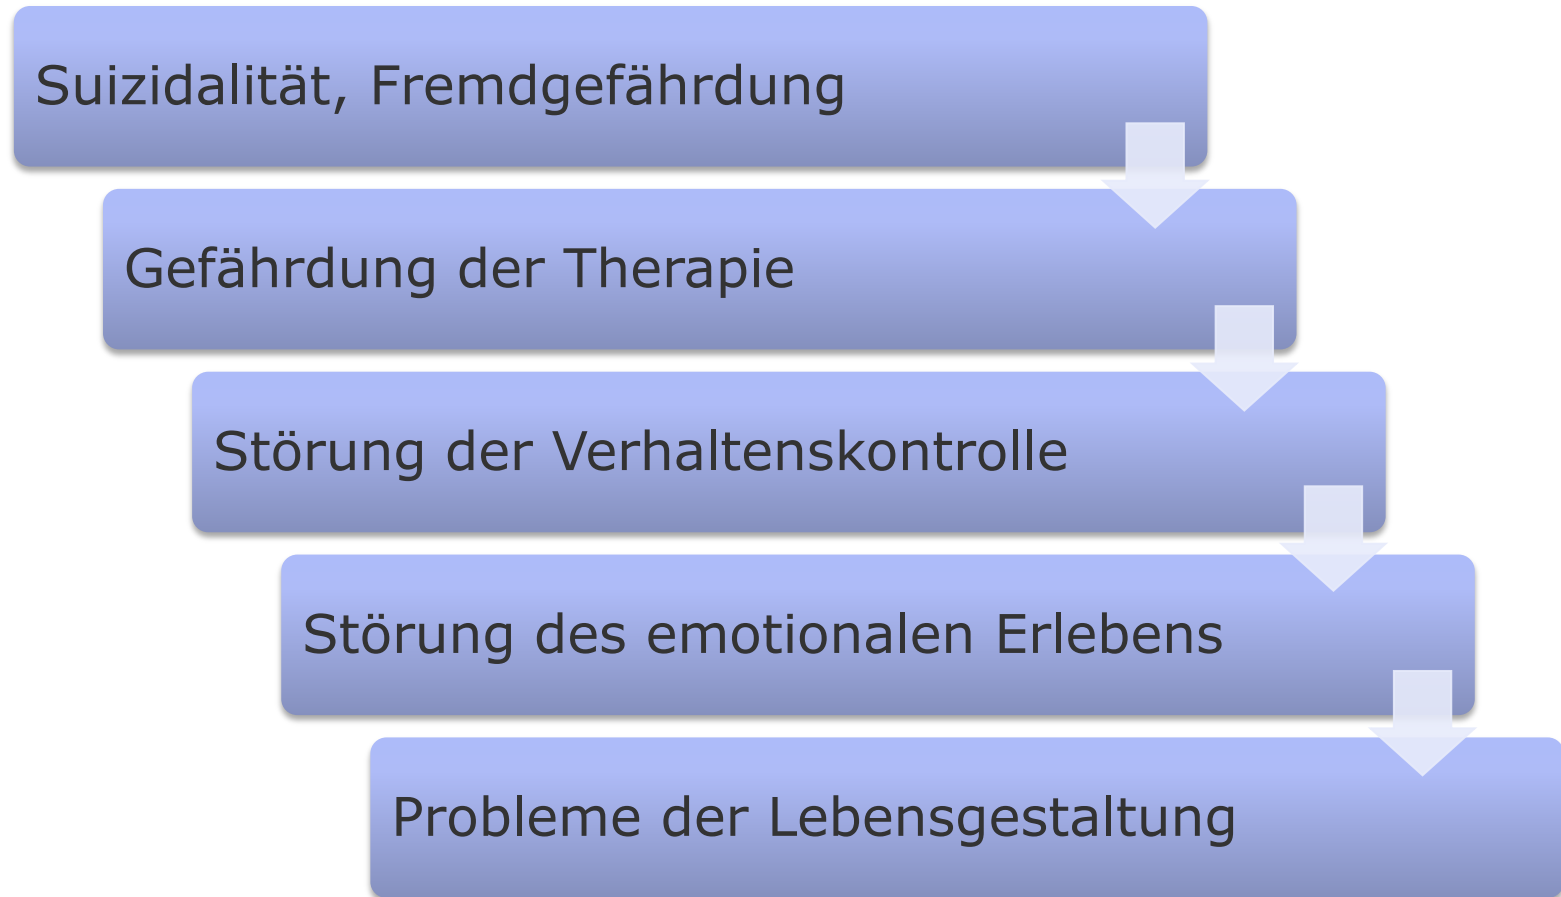 Suizidalität, Fremdgefährdung
Gefährdung der Therapie
Störung der Verhaltenskontrolle
Störung des emotionalen Erlebens
Probleme der Lebensgestaltung